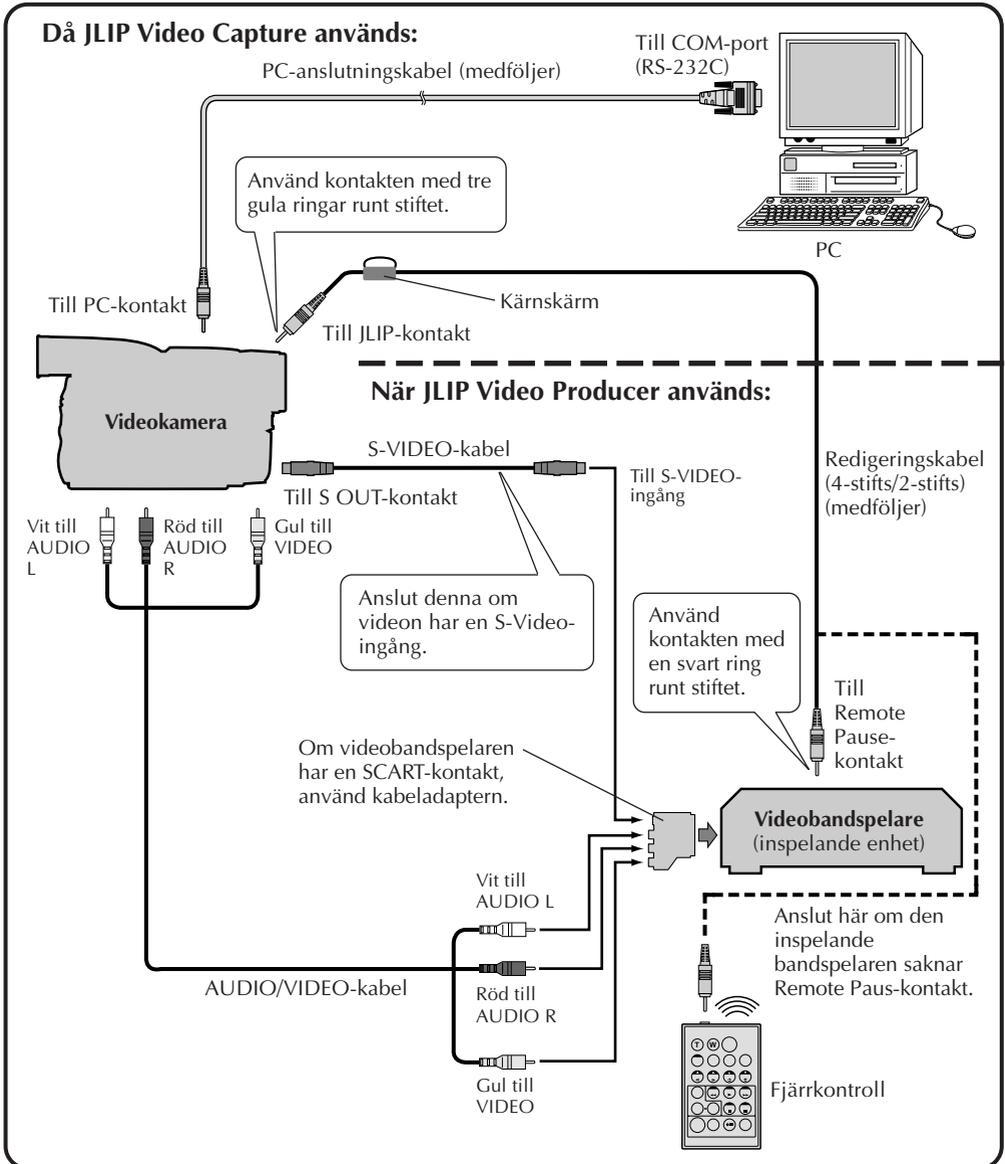 Då JLIP Video Capture används:
PC-anslutningskabel (medföljer)
Till COM-port
(RS-232C)
Använd kontakten med tre
gula ringar runt stiftet.
PC
Till PC-kontakt
Kärnskärm
Till JLIP-kontakt
När JLIP Video Producer används:
Videokamera
S-VIDEO-kabel
Till S OUT-kontakt
Till S-VIDEO-
ingång
Redigeringskabel
(4-stifts/2-stifts)
(medföljer)
Vit till
AUDIO
L
Röd till
AUDIO
R
Gul till
VIDEO
Anslut denna om
videon har en S-Video-
ingång.
Använd
kontakten med
en svart ring
runt stiftet.
Till
Remote
Pause-
kontakt
Om videobandspelaren
har en SCART-kontakt,
använd kabeladaptern.
Videobandspelare
(inspelande enhet)
Vit till
AUDIO L
AUDIO/VIDEO-kabel
Röd till
AUDIO R
Gul till
VIDEO
Anslut här om den
inspelande
bandspelaren saknar
Remote Paus-kontakt.
T W
Fjärrkontroll